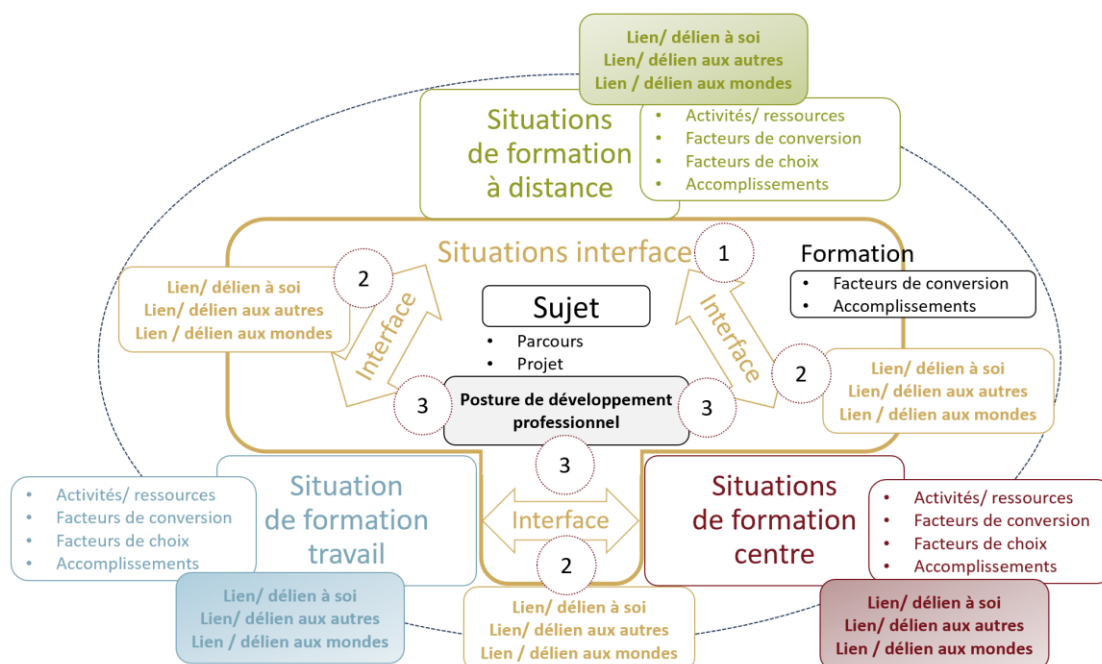 Lien/ délien à soi
Lien/ délien aux autres
Lien / délien aux mondes
Situations
de formation
à distance
• Activités/ ressources
• Facteurs de conversion
• Facteurs de choix
• Accomplissements
Situations interface
1
Formation
• Facteurs de conversion
• Accomplissements
2
Lien/ délien à soi
Lien/ délien aux autres
Lien / délien aux mondes
Interface
Sujet
• Parcours
• Projet
Interface
2
Lien/ délien à soi
Lien/ délien aux autres
Lien / délien aux mondes
3
Posture de développement
professionnel
3
3
Situation
de formation
travail
• Activités/ ressources
• Facteurs de conversion
• Facteurs de choix
• Accomplissements
Interface
2
Situations
de formation
centre
• Activités/ ressources
• Facteurs de conversion
• Facteurs de choix
• Accomplissements
Lien/ délien à soi
Lien/ délien aux autres
Lien / délien aux mondes
Lien/ délien à soi
Lien/ délien aux autres
Lien / délien aux mondes
Lien/ délien à soi
Lien/ délien aux autres
Lien / délien aux mondes